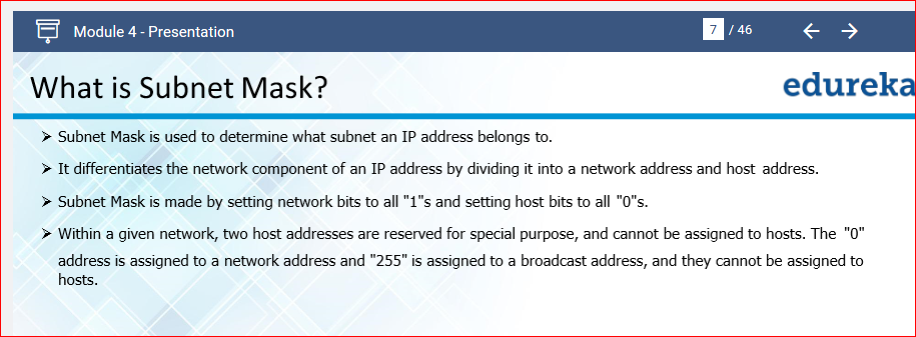 Module 4 - Presentation
7 / 46
What is Subnet Mask?
edureka
➢ Subnet Mask is used to determine what subnet an IP address belongs to.
➢ It differentiates the network component of an IP address by dividing it into a network address and host address.
➢ Subnet Mask is made by setting network bits to all "1"s and setting host bits to all "0"s.
➢ Within a given network, two host addresses are reserved for special purpose, and cannot be assigned to hosts. The "0"
address is assigned to a network address and "255" is assigned to a broadcast address, and they cannot be assigned to
hosts.